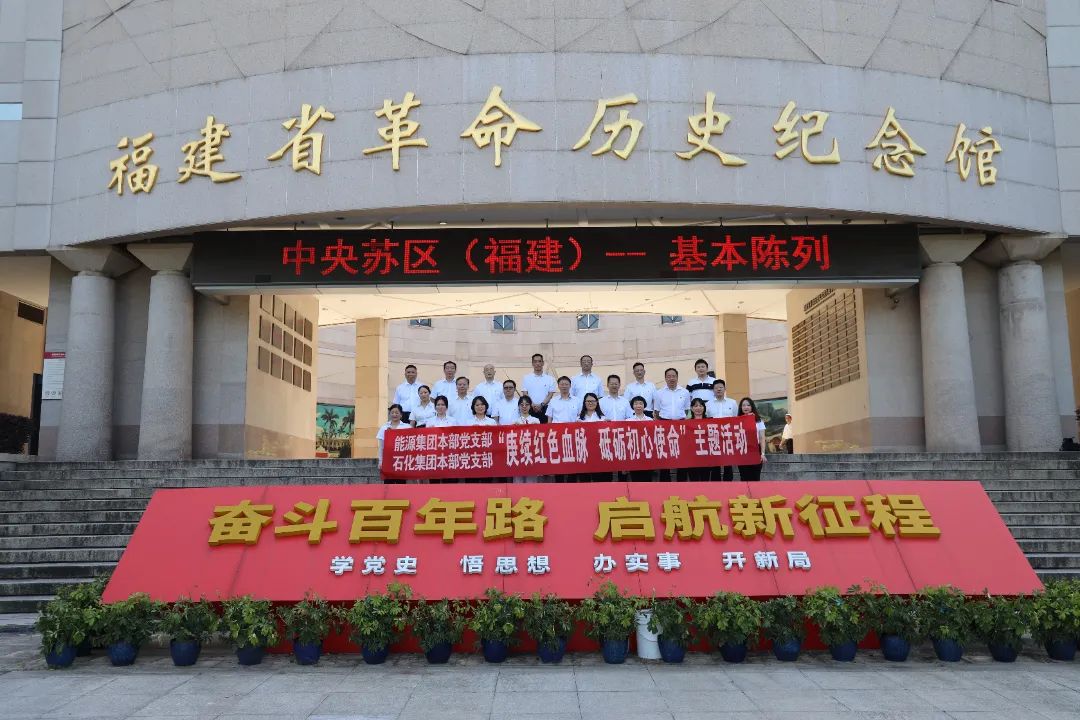 福建省革命历史纪念馆
中央苏区（福建）一一 基本陈列
能源集团本部党支部
石化集团本部党支部
“赓续红色血脉 砥砺初心使命”主题活动
奋斗百年路 启航新征程
学党史 悟思想 办实事 开新局